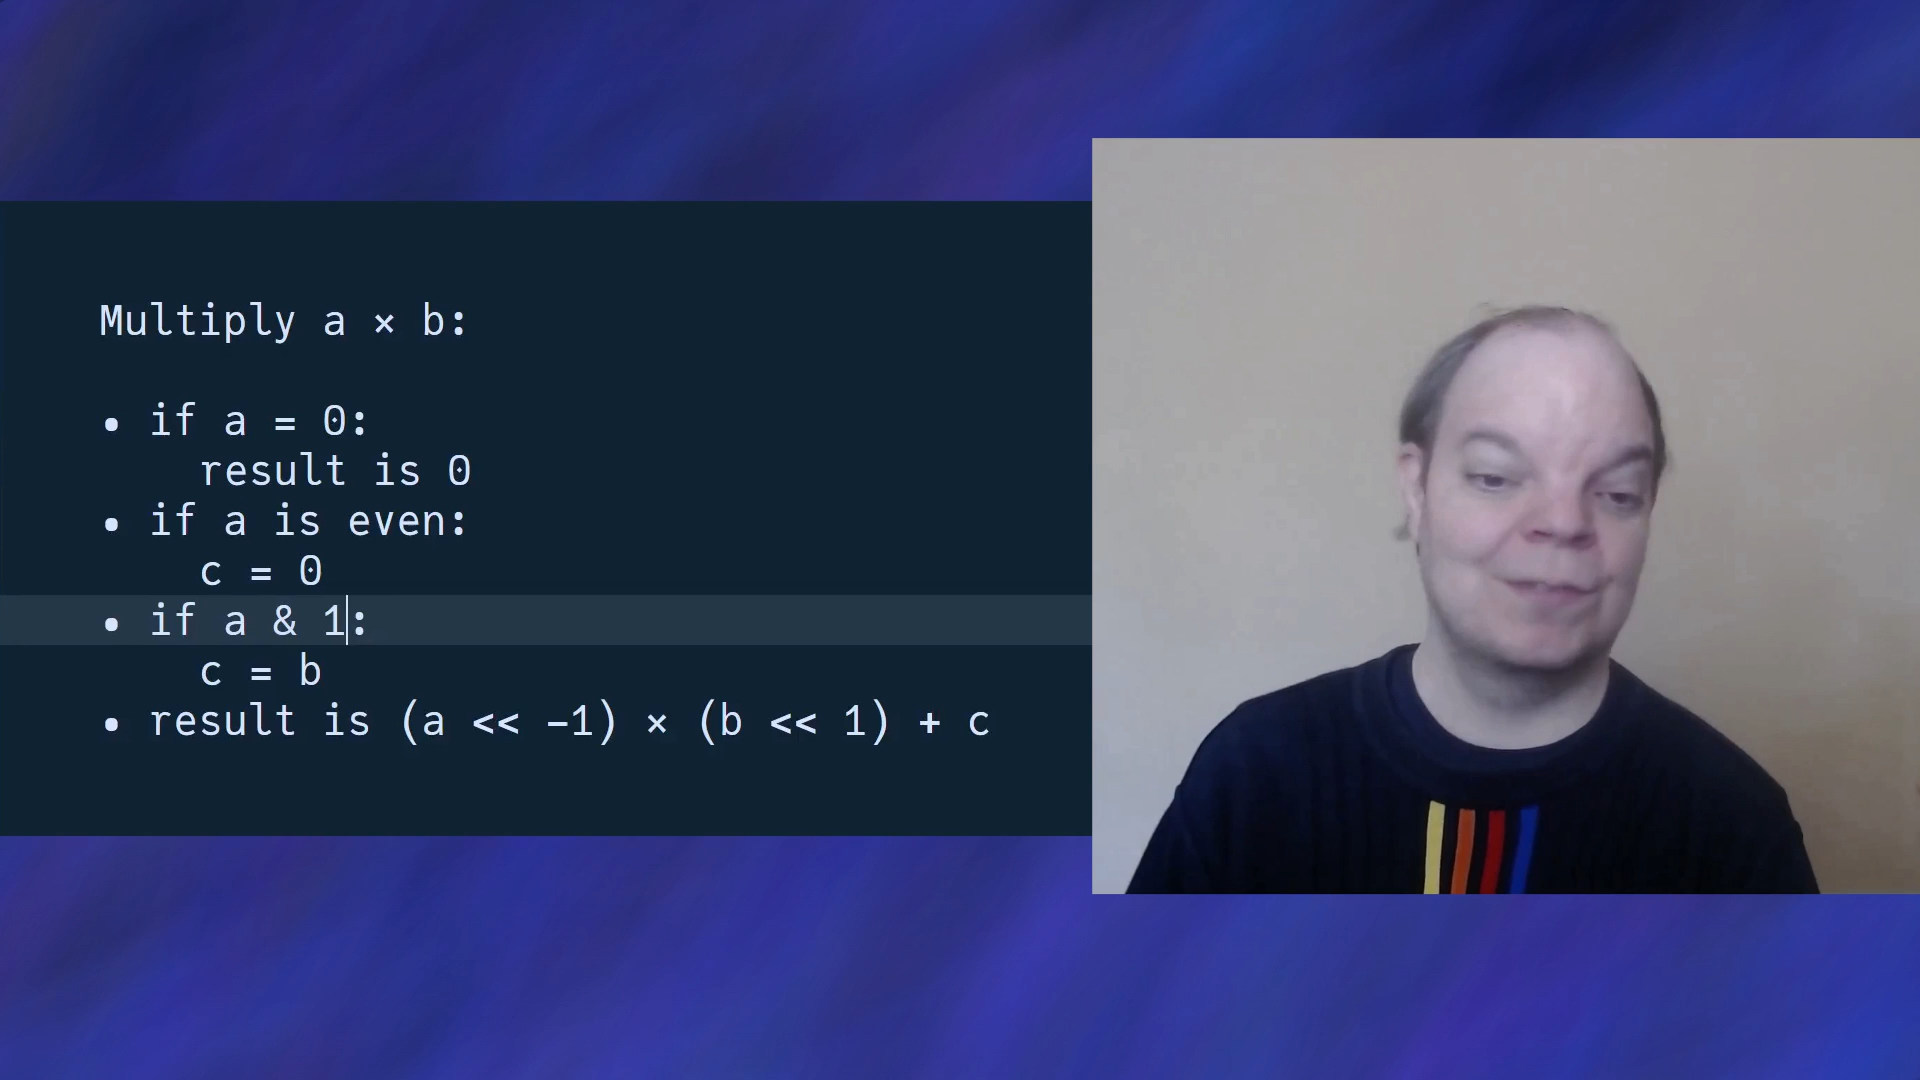 Multiply a × b:
• if a = 0:
result is 0
• if a is even:
c = 0
• if a & 1:
c = b
• result is (a << −1) × (b << 1) + c